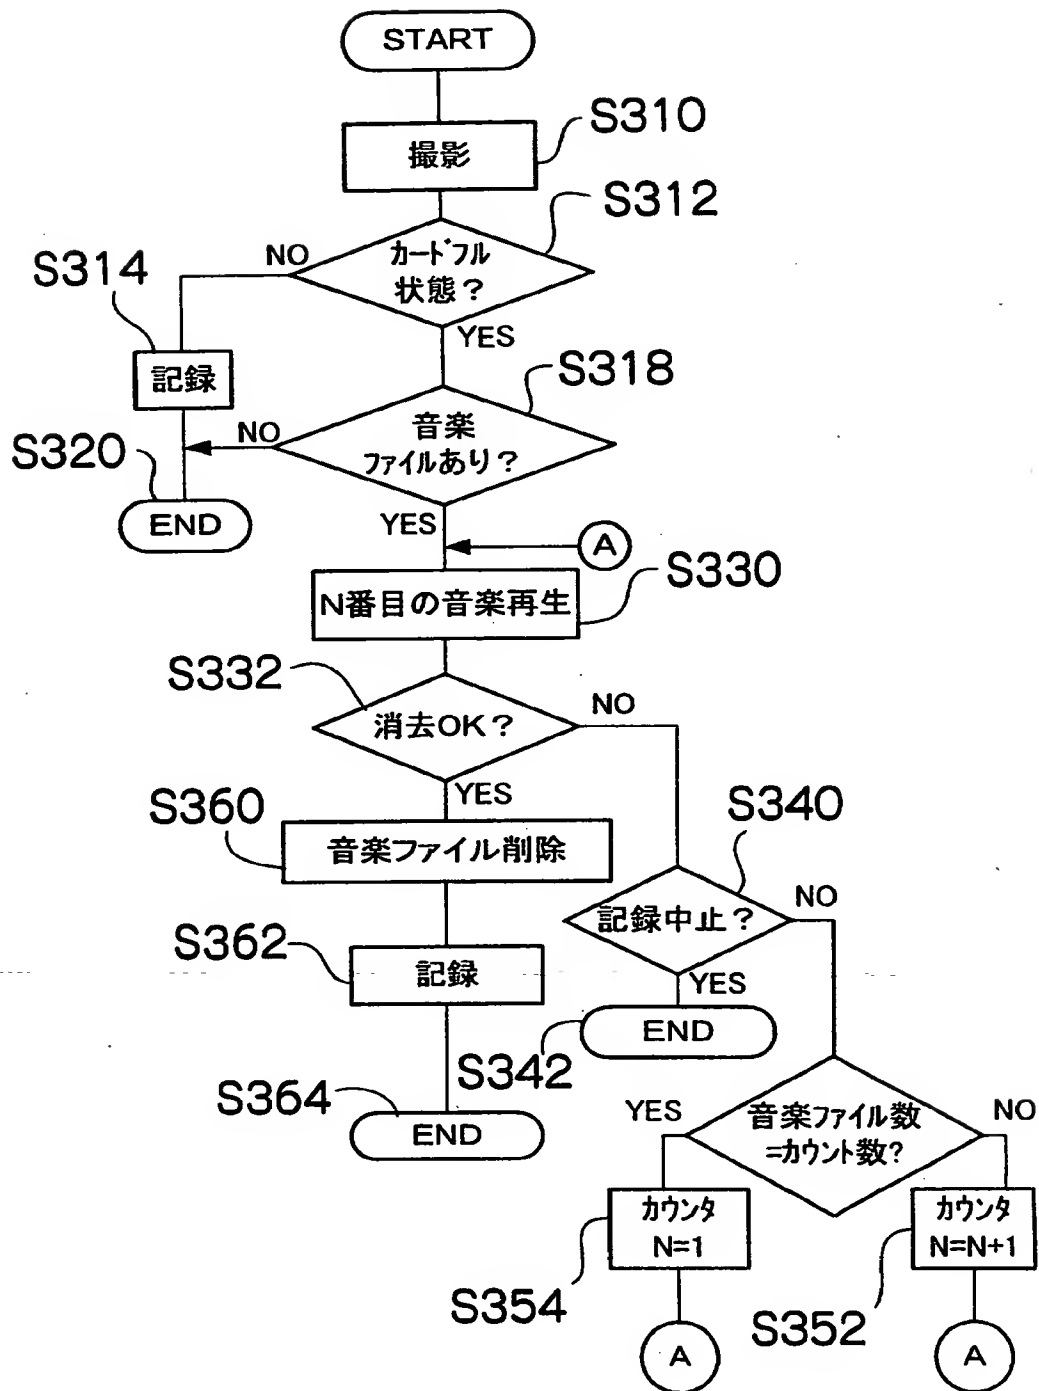 START
S310
撮影
S312
NO
カードフル
状態？
S314
YES
記録
S318
音楽
ファイルあり？
NO
S320
END
YES
A
S330
N番目の音楽再生
S332
消去OK？
NO
YES
S360
音楽ファイル削除
S340
記録中止？
NO
S362
記録
YES
END
S342
S364
END
YES
音楽ファイル数
=カウント数?
NO
カウンタ
N=1
カウンタ
N=N+1
S354
S352
A
A